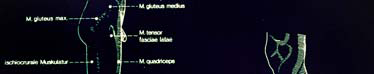 M. gluteus medius
M. gluteus max.
M. tensor
fasciae latae
ischiocrurale Muskulatur
M. quadriceps